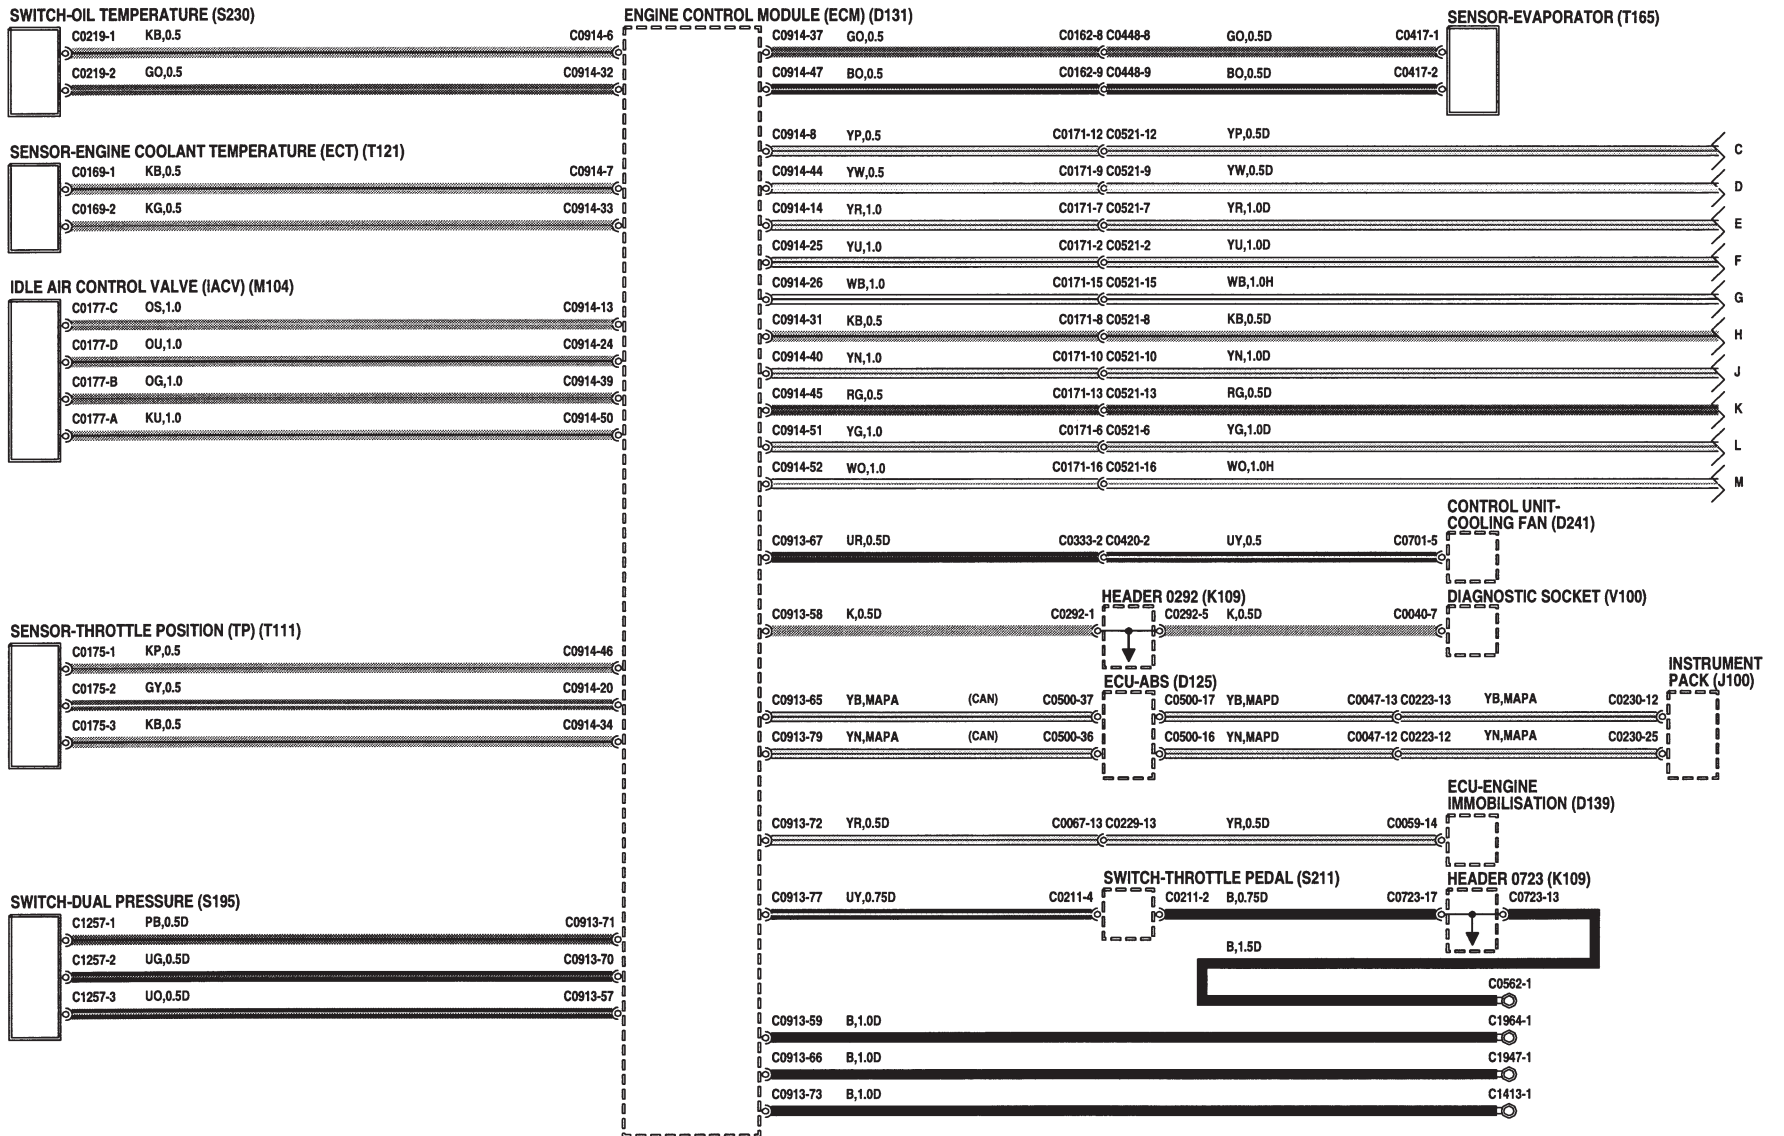 SWITCH-OIL TEMPERATURE (S230)
C0219-1 KB,0.5 C0914-6
C0219-2 GO,0.5 C0914-32
SENSOR-ENGINE COOLANT TEMPERATURE (ECT) (T121)
C0169-1 KB,0.5 C0914-7
C0169-2 KG,0.5 C0914-33
IDLE AIR CONTROL VALVE (IACV) (M104)
C0177-C OS,1.0 C0914-13
C0177-D OU,1.0 C0914-24
C0177-B OG,1.0 C0914-39
C0177-A KU,1.0 C0914-50
SENSOR-THROTTLE POSITION (TP) (T111)
C0175-1 KP,0.5 C0914-46
C0175-2 GY,0.5 C0914-20
C0175-3 KB,0.5 C0914-34
SWITCH-DUAL PRESSURE (S195)
C1257-1 PB,0.5D C0913-71
C1257-2 UG,0.5D C0913-70
C1257-3 UO,0.5D C0913-57
ENGINE CONTROL MODULE (ECM) (D131)
SENSOR-EVAPORATOR (T165)
C0914-37 GO,0.5 C0162-8 C0448-8 GO,0.5D C0417-1
C0914-47 BO,0.5 C0162-9 C0448-9 BO,0.5D C0417-2
C0914-8 YP,0.5 C0171-12 C0521-12 YP,0.5D C
C0914-44 YW,0.5 C0171-9 C0521-9 YW,0.5D D
C0914-14 YR,1.0 C0171-7 C0521-7 YR,1.0D E
C0914-25 YU,1.0 C0171-2 C0521-2 YU,1.0D F
C0914-26 WB,1.0 C0171-15 C0521-15 WB,1.0H G
C0914-31 KB,0.5 C0171-8 C0521-8 KB,0.5D H
C0914-40 YN,1.0 C0171-10 C0521-10 YN,1.0D J
C0914-45 RG,0.5 C0171-13 C0521-13 RG,0.5D K
C0914-51 YG,1.0 C0171-6 C0521-6 YG,1.0D L
C0914-52 WO,1.0 C0171-16 C0521-16 WO,1.0H M
CONTROL UNIT-
COOLING FAN (D241)
C0913-67 UR,0.5D C0333-2 C0420-2 UY,0.5 C0701-5
HEADER 0292 (K109) DIAGNOSTIC SOCKET (V100)
C0913-58 K,0.5D C0292-1 C0292-5 K,0.5D C0040-7
INSTRUMENT
PACK (J100)
ECU-ABS (D125)
C0913-65 YB,MAPA (CAN) C0500-37 C0500-17 YB,MAPD C0047-13 C0223-13 YB,MAPA C0230-12
C0913-79 YN,MAPA (CAN) C0500-36 C0500-16 YN,MAPD C0047-12 C0223-12 YN,MAPA C0230-25
ECU-ENGINE
IMMOBILISATION (D139)
C0913-72 YR,0.5D C0067-13 C0229-13 YR,0.5D C0059-14
SWITCH-THROTTLE PEDAL (S211) HEADER 0723 (K109)
C0913-77 UY,0.75D C0211-4 C0211-2 B,0.75D C0723-17 C0723-13
B,1.5D
C0562-1
C0913-59 B,1.0D C1964-1
C0913-66 B,1.0D C1947-1
C0913-73 B,1.0D C1413-1